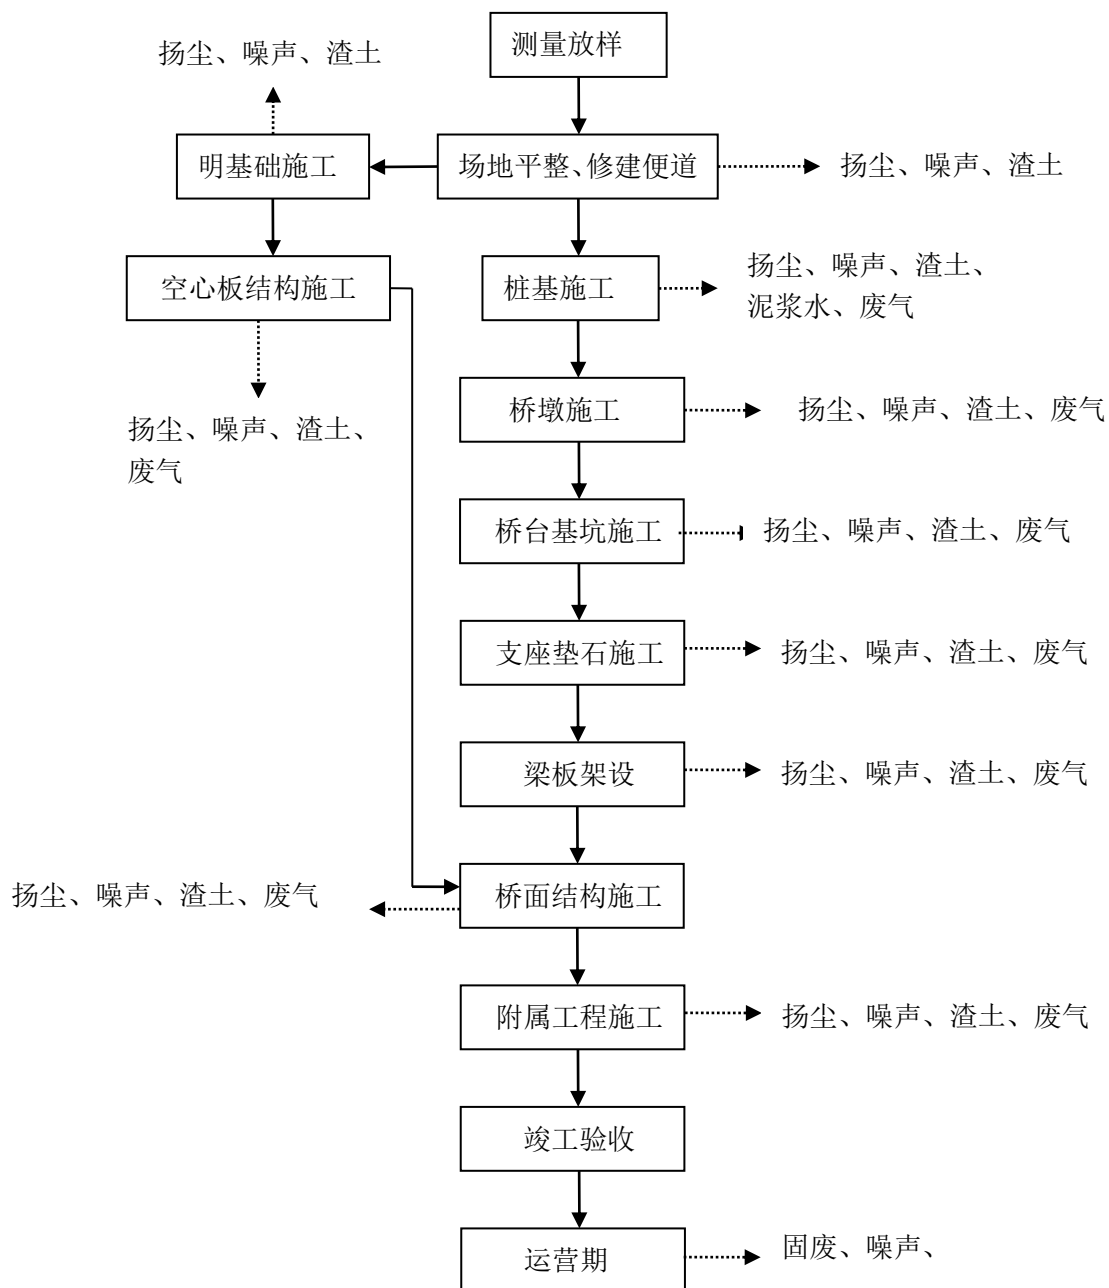 测量放样
扬尘、噪声、渣土
明基础施工
场地平整、修建便道
扬尘、噪声、渣土
空心板结构施工
桩基施工
扬尘、噪声、渣土、
泥浆水、废气
桥墩施工
扬尘、噪声、渣土、废气
扬尘、噪声、渣土、
废气
桥台基坑施工
扬尘、噪声、渣土、废气
支座垫石施工
扬尘、噪声、渣土、废气
梁板架设
扬尘、噪声、渣土、废气
扬尘、噪声、渣土、废气
桥面结构施工
附属工程施工
扬尘、噪声、渣土、废气
竣工验收
运营期
固废、噪声、